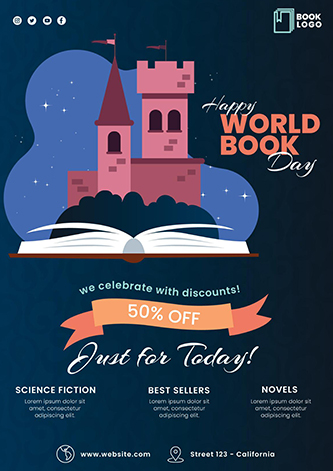 BOOK
LOGO
Happy
WORLD
BOOK
Day
we celebrate with discounts!
50% OFF
Just for Today!
SCIENCE FICTION
Lorem ipsum dolor sit
amet, consectetur
adipiscing elit.
BEST SELLERS
Lorem ipsum dolor sit
amet, consectetur
adipiscing elit.
NOVELS
Lorem ipsum dolor sit
amet, consectetur
adipiscing elit.
www.website.com
Street 123 - California